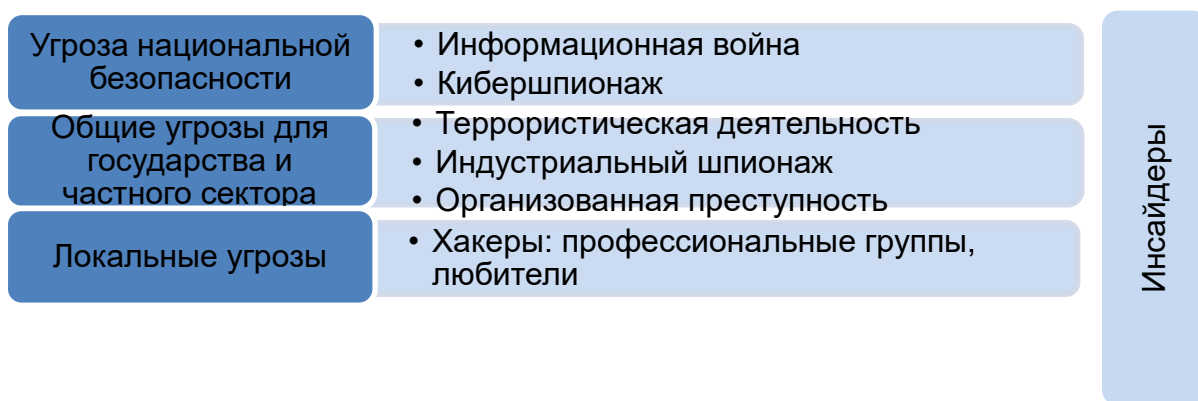 Угроза национальной
безопасности
• Информационная война
• Кибершпионаж
Общие угрозы для
государства и
частного сектора
• Террористическая деятельность
• Индустриальный шпионаж
• Организованная преступность
Локальные угрозы
• Хакеры: профессиональные группы,
любители
Инсайдеры